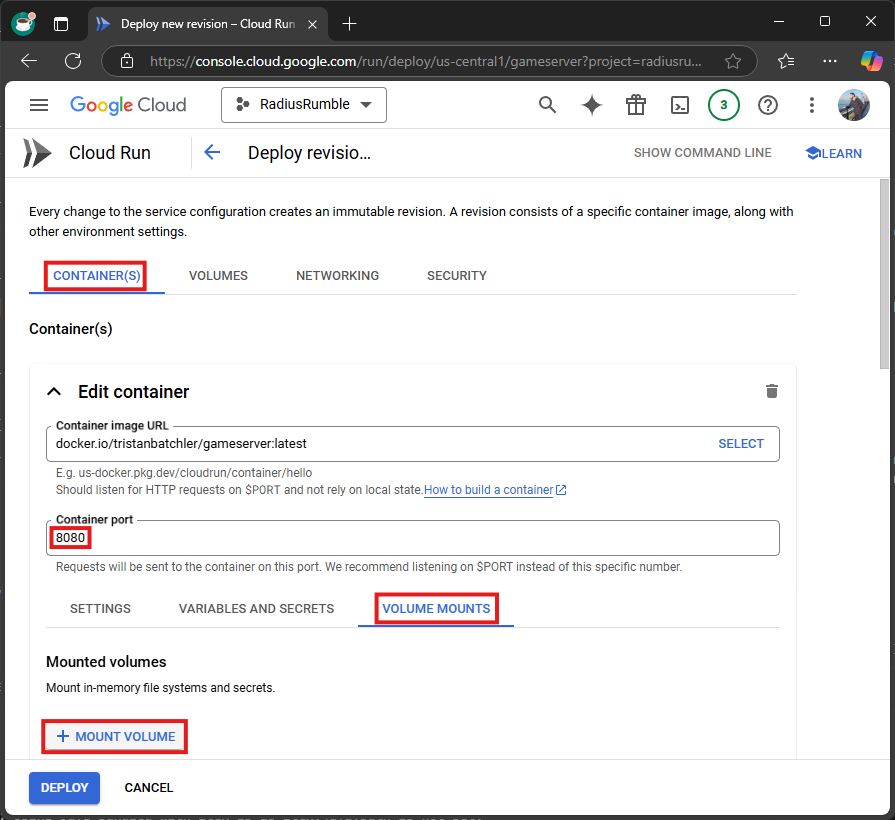 Deploy new revision – Cloud Run
https://console.cloud.google.com/run/deploy/us-central1/gameserver?project=radiusru...
Google Cloud
RadiusRumble
3
Cloud Run
Deploy revisio...
SHOW COMMAND LINE
LEARN
Every change to the service configuration creates an immutable revision. A revision consists of a specific container image, along with
other environment settings.
CONTAINER(S) VOLUMES NETWORKING SECURITY
Container(s)
Edit container
Container image URL
docker.io/tristanbatchler/gameserver:latest
SELECT
E.g. us-docker.pkg.dev/cloudrun/container/hello
Should listen for HTTP requests on $PORT and not rely on local state.How to build a container
Container port
8080
Requests will be sent to the container on this port. We recommend listening on $PORT instead of this specific number.
SETTINGS VARIABLES AND SECRETS VOLUME MOUNTS
Mounted volumes
Mount in-memory file systems and secrets.
+ MOUNT VOLUME
DEPLOY CANCEL